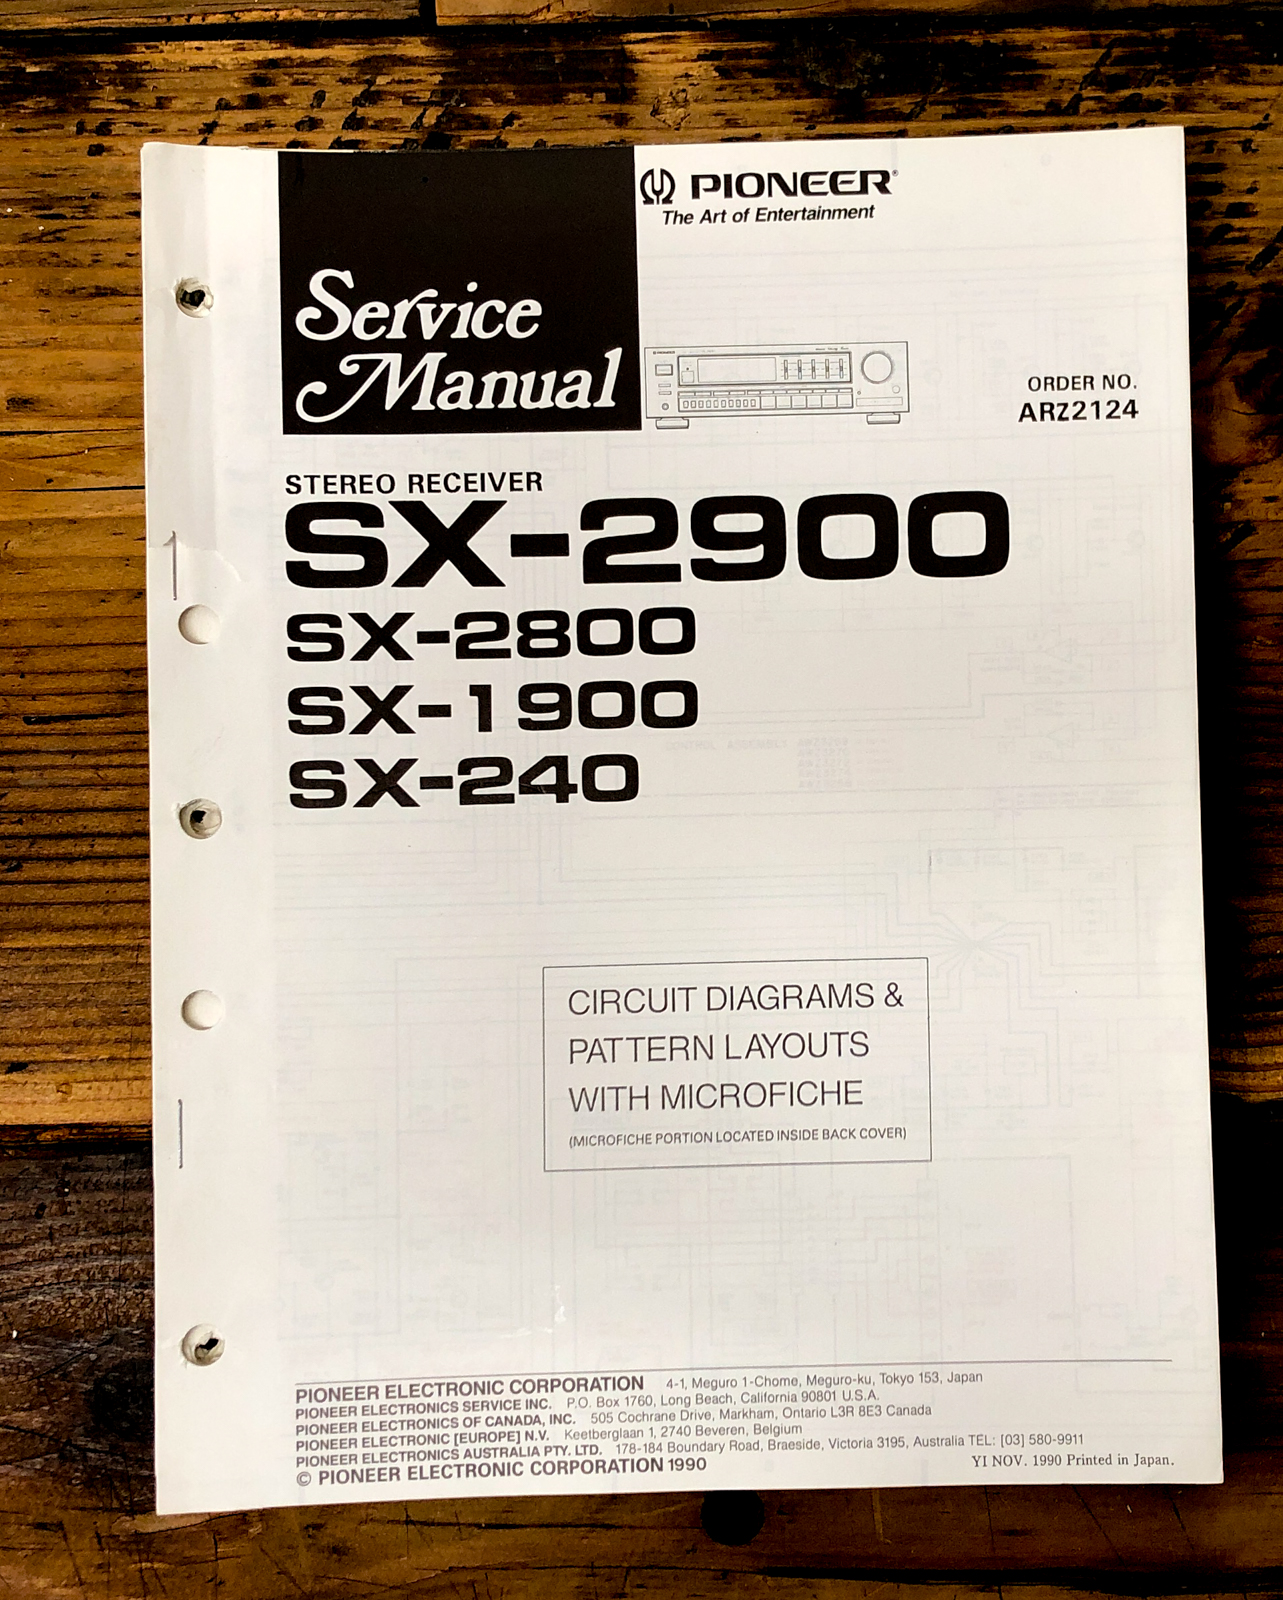 PIONEER®
The Art of Entertainment
Service
Manual
ORDER NO.
ARZ2124
STEREO RECEIVER
SX-2900
SX-2800
SX-1900
SX-240
CIRCUIT DIAGRAMS &
PATTERN LAYOUTS
WITH MICROFICHE
(MICROFICHE PORTION LOCATED INSIDE BACK COVER)
PIONEER ELECTRONIC CORPORATION 4-1, Meguro 1-Chome, Meguro-ku, Tokyo 153, Japan
PIONEER ELECTRONICS SERVICE INC. P.O. Box 1760, Long Beach, California 90801 U.S.A.
PIONEER ELECTRONICS OF CANADA, INC. 505 Cochrane Drive, Markham, Ontario L3R 8E3 Canada
PIONEER ELECTRONIC [EUROPE] N.V. Keetberglaan 1, 2740 Beveren, Belgium
PIONEER ELECTRONICS AUSTRALIA PTY. LTD. 178-184 Boundary Road, Braeside, Victoria 3195, Australia TEL: [03] 580-9911
© PIONEER ELECTRONIC CORPORATION 1990
YI NOV. 1990 Printed in Japan.